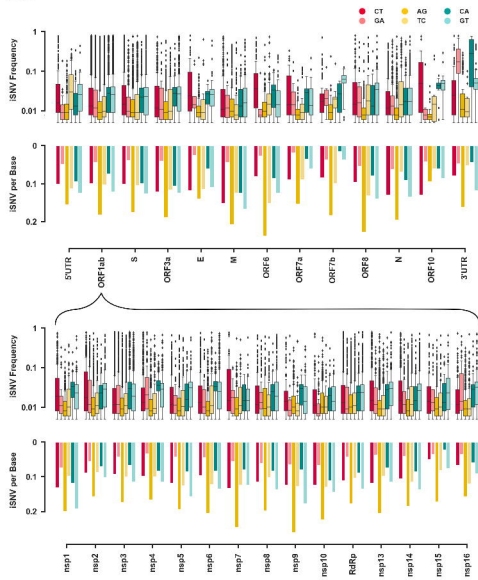 CT AG CA
GA TC GT
iSNV Frequency
1
0.1
0.01
iSNV per Base
0
0.1
0.2
5'UTR
ORF1ab
S
ORF3a
E
M
ORF6
ORF7a
ORF7b
ORF8
N
ORF10
3'UTR
iSNV Frequency
1
0.1
0.01
iSNV per Base
0
0.1
0.2
nsp1
nsp2
nsp3
nsp4
nsp5
nsp6
nsp7
nsp8
nsp9
nsp10
RdRp
nsp13
nsp14
nsp15
nsp16